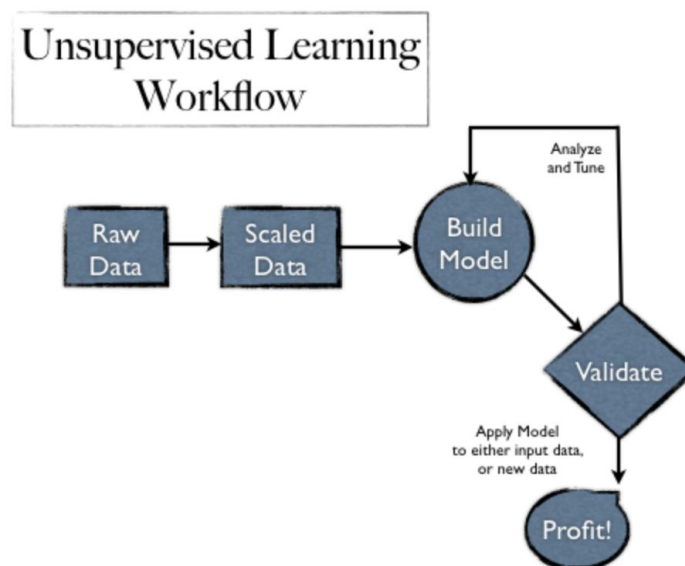 Unsupervised Learning
Workflow
Analyze
and Tune
Raw
Data
Scaled
Data
Build
Model
Validate
Apply Model
to either input data,
or new data
Profit!